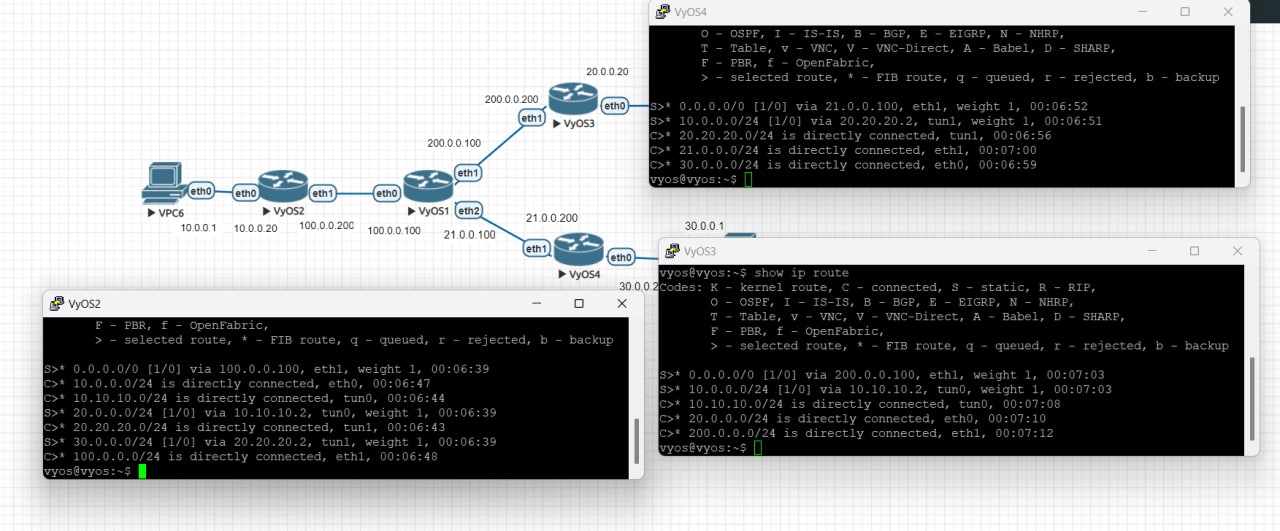 VyOS4
O - OSPF, I - IS-IS, B - BGP, E - EIGRP, N - NHRP,
T - Table, v - VNC, V - VNC-Direct, A - Babel, D - SHARP,
F - PBR, f - OpenFabric,
> - selected route, * - FIB route, q - queued, r - rejected, b - backup
S>* 0.0.0.0/0 [1/0] via 21.0.0.100, eth1, weight 1, 00:06:52
S>* 10.0.0.0/24 [1/0] via 20.20.20.2, tun1, weight 1, 00:06:51
C>* 20.20.20.0/24 is directly connected, tun1, 00:06:56
C>* 21.0.0.0/24 is directly connected, eth1, 00:07:00
C>* 30.0.0.0/24 is directly connected, eth0, 00:06:59
vyos@vyos:~$
20.0.0.20
200.0.0.200
eth0
eth1
VyOS3
200.0.0.100
eth1
eth0
eth0
eth1
eth0
VPC6
VyOS2
VyOS1
eth2
10.0.0.1
10.0.0.20
100.0.0.200
100.0.0.100
21.0.0.100
21.0.0.200
eth1
eth0
VyOS4
30.0.0.1
30.0.0.2
VyOS3
vyos@vyos:~$ show ip route
Codes: K - kernel route, C - connected, S - static, R - RIP,
O - OSPF, I - IS-IS, B - BGP, E - EIGRP, N - NHRP,
T - Table, v - VNC, V - VNC-Direct, A - Babel, D - SHARP,
F - PBR, f - OpenFabric,
> - selected route, * - FIB route, q - queued, r - rejected, b - backup
S>* 0.0.0.0/0 [1/0] via 200.0.0.100, eth1, weight 1, 00:07:03
S>* 10.0.0.0/24 [1/0] via 10.10.10.2, tun0, weight 1, 00:07:03
C>* 10.10.10.0/24 is directly connected, tun0, 00:07:08
C>* 20.0.0.0/24 is directly connected, eth0, 00:07:10
C>* 200.0.0.0/24 is directly connected, eth1, 00:07:12
vyos@vyos:~$
VyOS2
F - PBR, f - OpenFabric,
> - selected route, * - FIB route, q - queued, r - rejected, b - backup
S>* 0.0.0.0/0 [1/0] via 100.0.0.100, eth1, weight 1, 00:06:39
C>* 10.0.0.0/24 is directly connected, eth0, 00:06:47
C>* 10.10.10.0/24 is directly connected, tun0, 00:06:44
S>* 20.0.0.0/24 [1/0] via 10.10.10.2, tun0, weight 1, 00:06:39
C>* 20.20.20.0/24 is directly connected, tun1, 00:06:43
S>* 30.0.0.0/24 [1/0] via 20.20.20.2, tun1, weight 1, 00:06:39
C>* 100.0.0.0/24 is directly connected, eth1, 00:06:48
vyos@vyos:~$